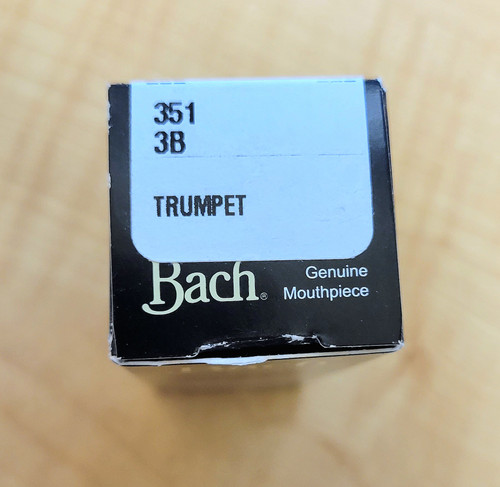 351
3B
TRUMPET
Bach®
Genuine
Mouthpiece